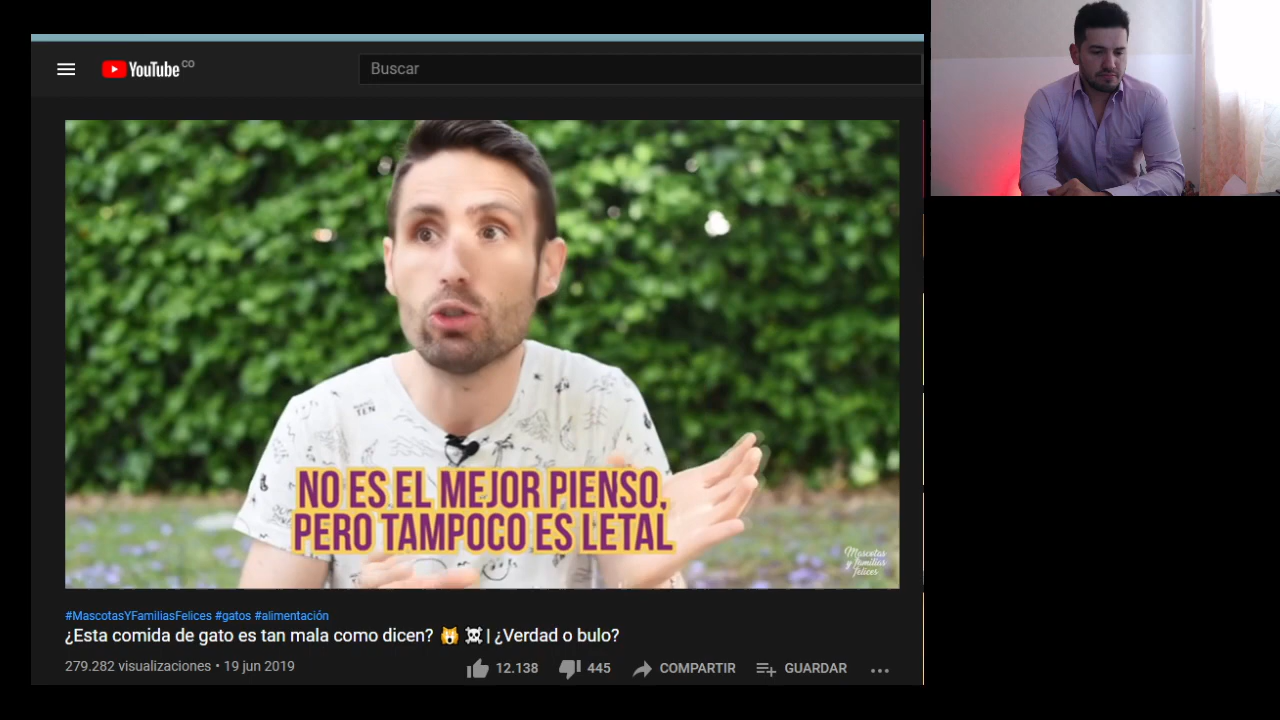 YouTube CO
Buscar
NO ES EL MEJOR PIENSO,
PERO TAMPOCO ES LETAL
Mascotas
y familias
felices
#MascotasYFamiliasFelices #gatos #alimentación
¿Esta comida de gato es tan mala como dicen? 🙀 ☠ | ¿Verdad o bulo?
279.282 visualizaciones • 19 jun 2019
12.138
445
COMPARTIR
GUARDAR